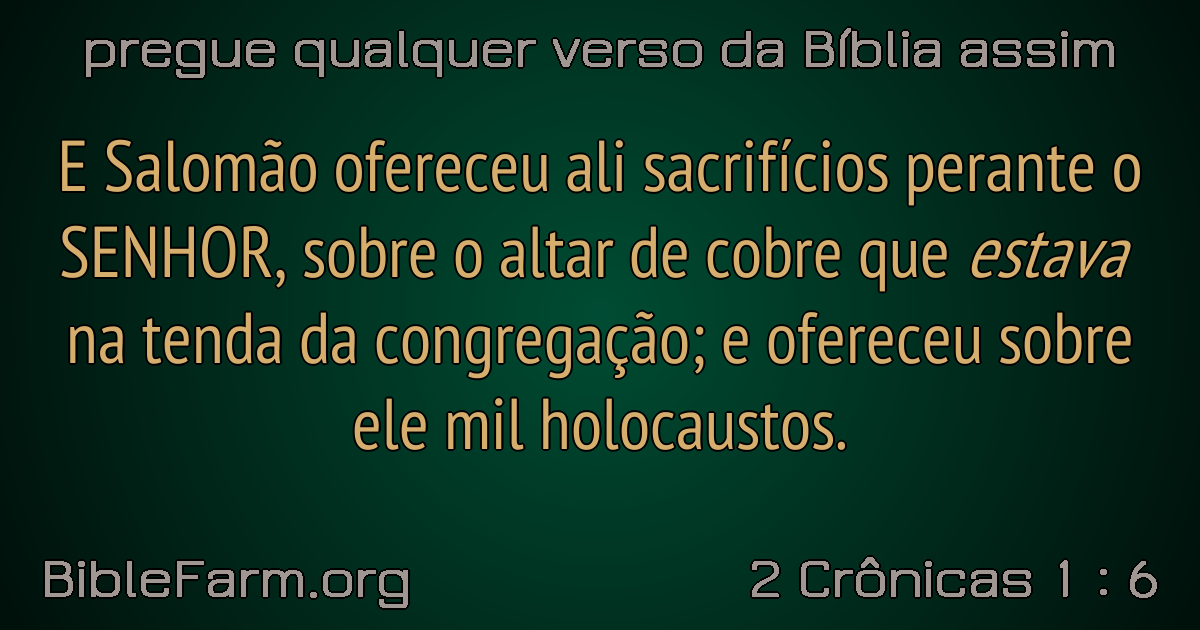 pregue qualquer verso da Bíblia assim
E Salomão ofereceu ali sacrifícios perante o
SENHOR, sobre o altar de cobre que estava
na tenda da congregação; e ofereceu sobre
ele mil holocaustos.
BibleFarm.org
2 Crônicas 1 : 6